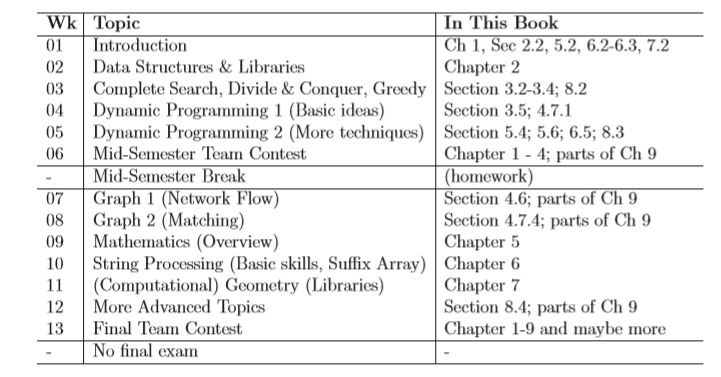 Wk Topic In This Book
01 Introduction Ch 1, Sec 2.2, 5.2, 6.2-6.3, 7.2
02 Data Structures & Libraries Chapter 2
03 Complete Search, Divide & Conquer, Greedy Section 3.2-3.4; 8.2
04 Dynamic Programming 1 (Basic ideas) Section 3.5; 4.7.1
05 Dynamic Programming 2 (More techniques) Section 5.4; 5.6; 6.5; 8.3
06 Mid-Semester Team Contest Chapter 1 - 4; parts of Ch 9
- Mid-Semester Break (homework)
07 Graph 1 (Network Flow) Section 4.6; parts of Ch 9
08 Graph 2 (Matching) Section 4.7.4; parts of Ch 9
09 Mathematics (Overview) Chapter 5
10 String Processing (Basic skills, Suffix Array) Chapter 6
11 (Computational) Geometry (Libraries) Chapter 7
12 More Advanced Topics Section 8.4; parts of Ch 9
13 Final Team Contest Chapter 1-9 and maybe more
- No final exam -